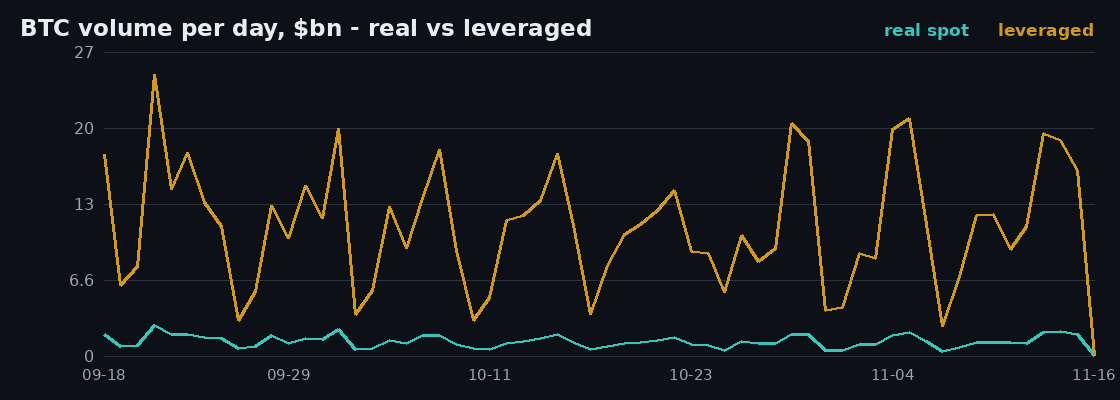 BTC volume per day, $bn - real vs leveraged
real spot leveraged
27
20
13
6.6
0
09-18 09-29 10-11 10-23 11-04 11-16